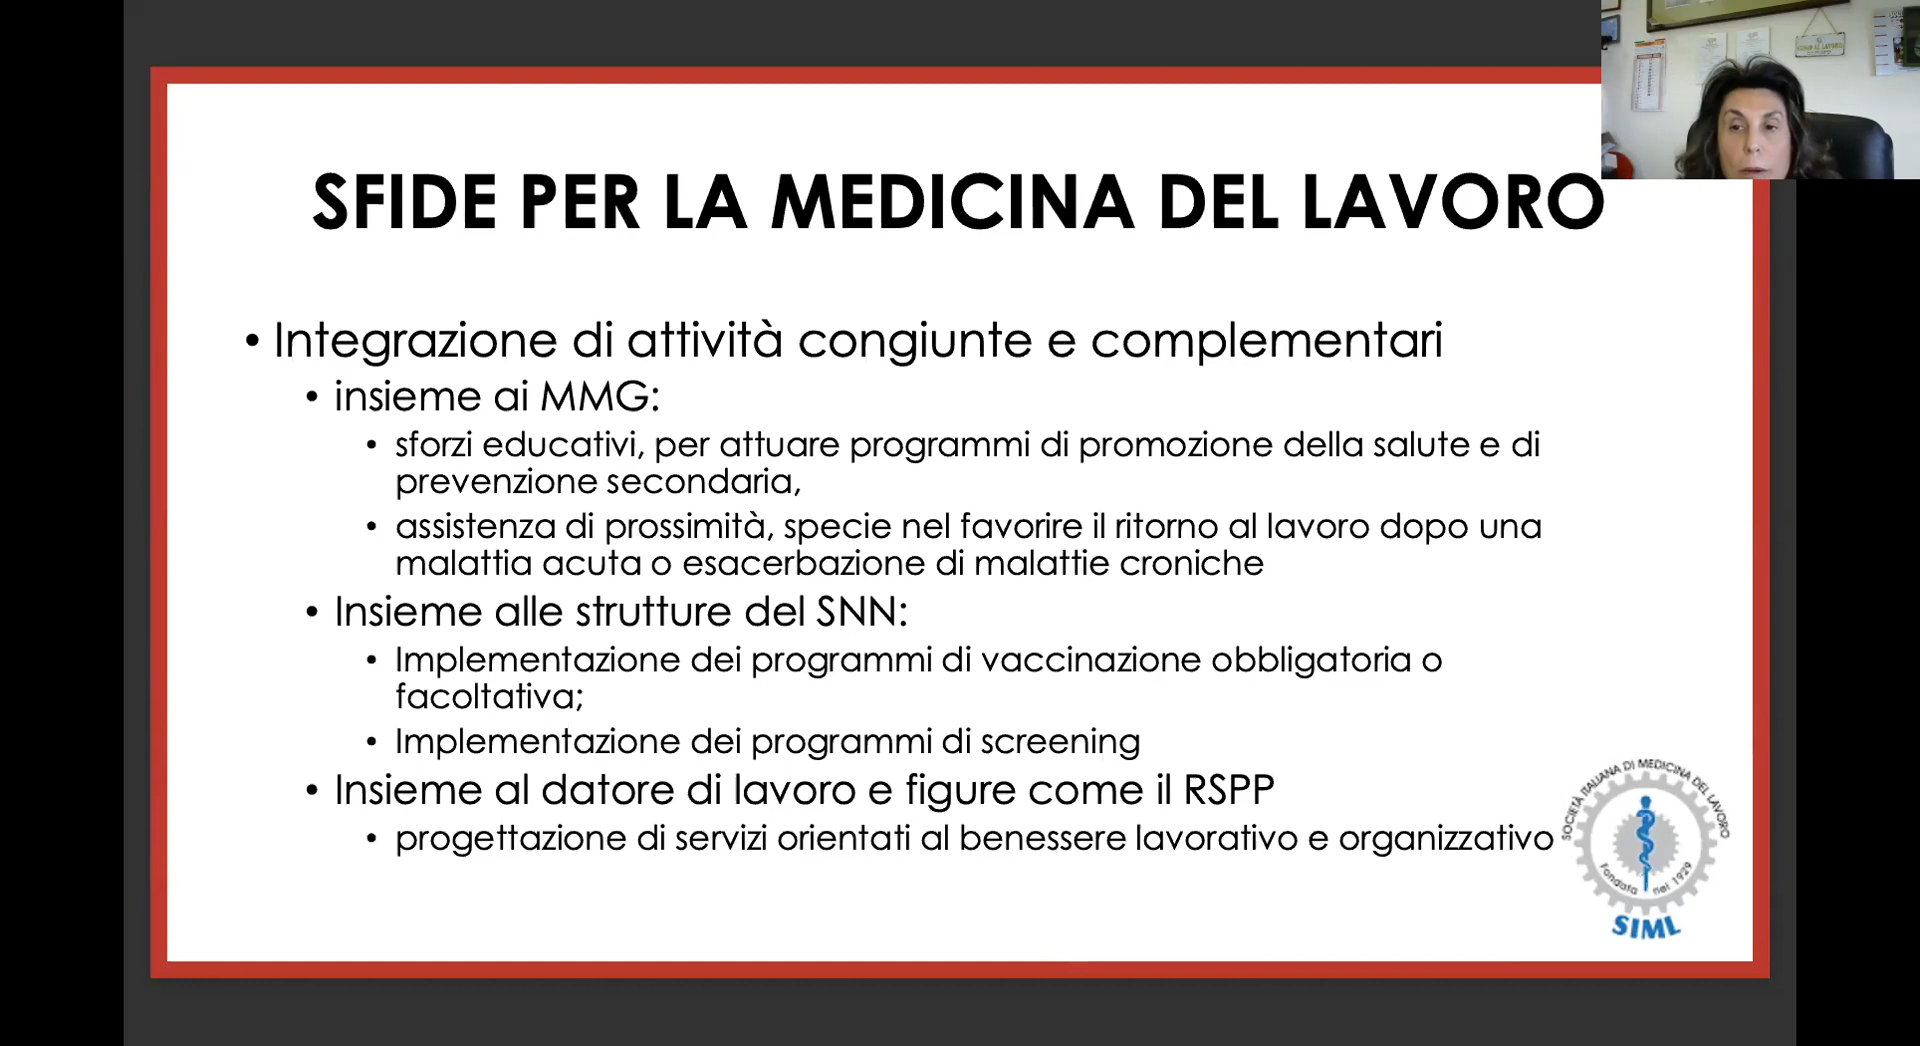 SFIDE PER LA MEDICINA DEL LAVORO
• Integrazione di attività congiunte e complementari
• insieme ai MMG:
• sforzi educativi, per attuare programmi di promozione della salute e di
prevenzione secondaria,
• assistenza di prossimità, specie nel favorire il ritorno al lavoro dopo una
malattia acuta o esacerbazione di malattie croniche
• Insieme alle strutture del SNN:
• Implementazione dei programmi di vaccinazione obbligatoria o
facoltativa;
• Implementazione dei programmi di screening
• Insieme al datore di lavoro e figure come il RSPP
• progettazione di servizi orientati al benessere lavorativo e organizzativo
SOCIETÀ ITALIANA DI MEDICINA DEL LAVORO
Fondata nel 1929
SIML